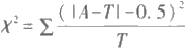 χ² = Σ (|A-T|-0.5)² / T